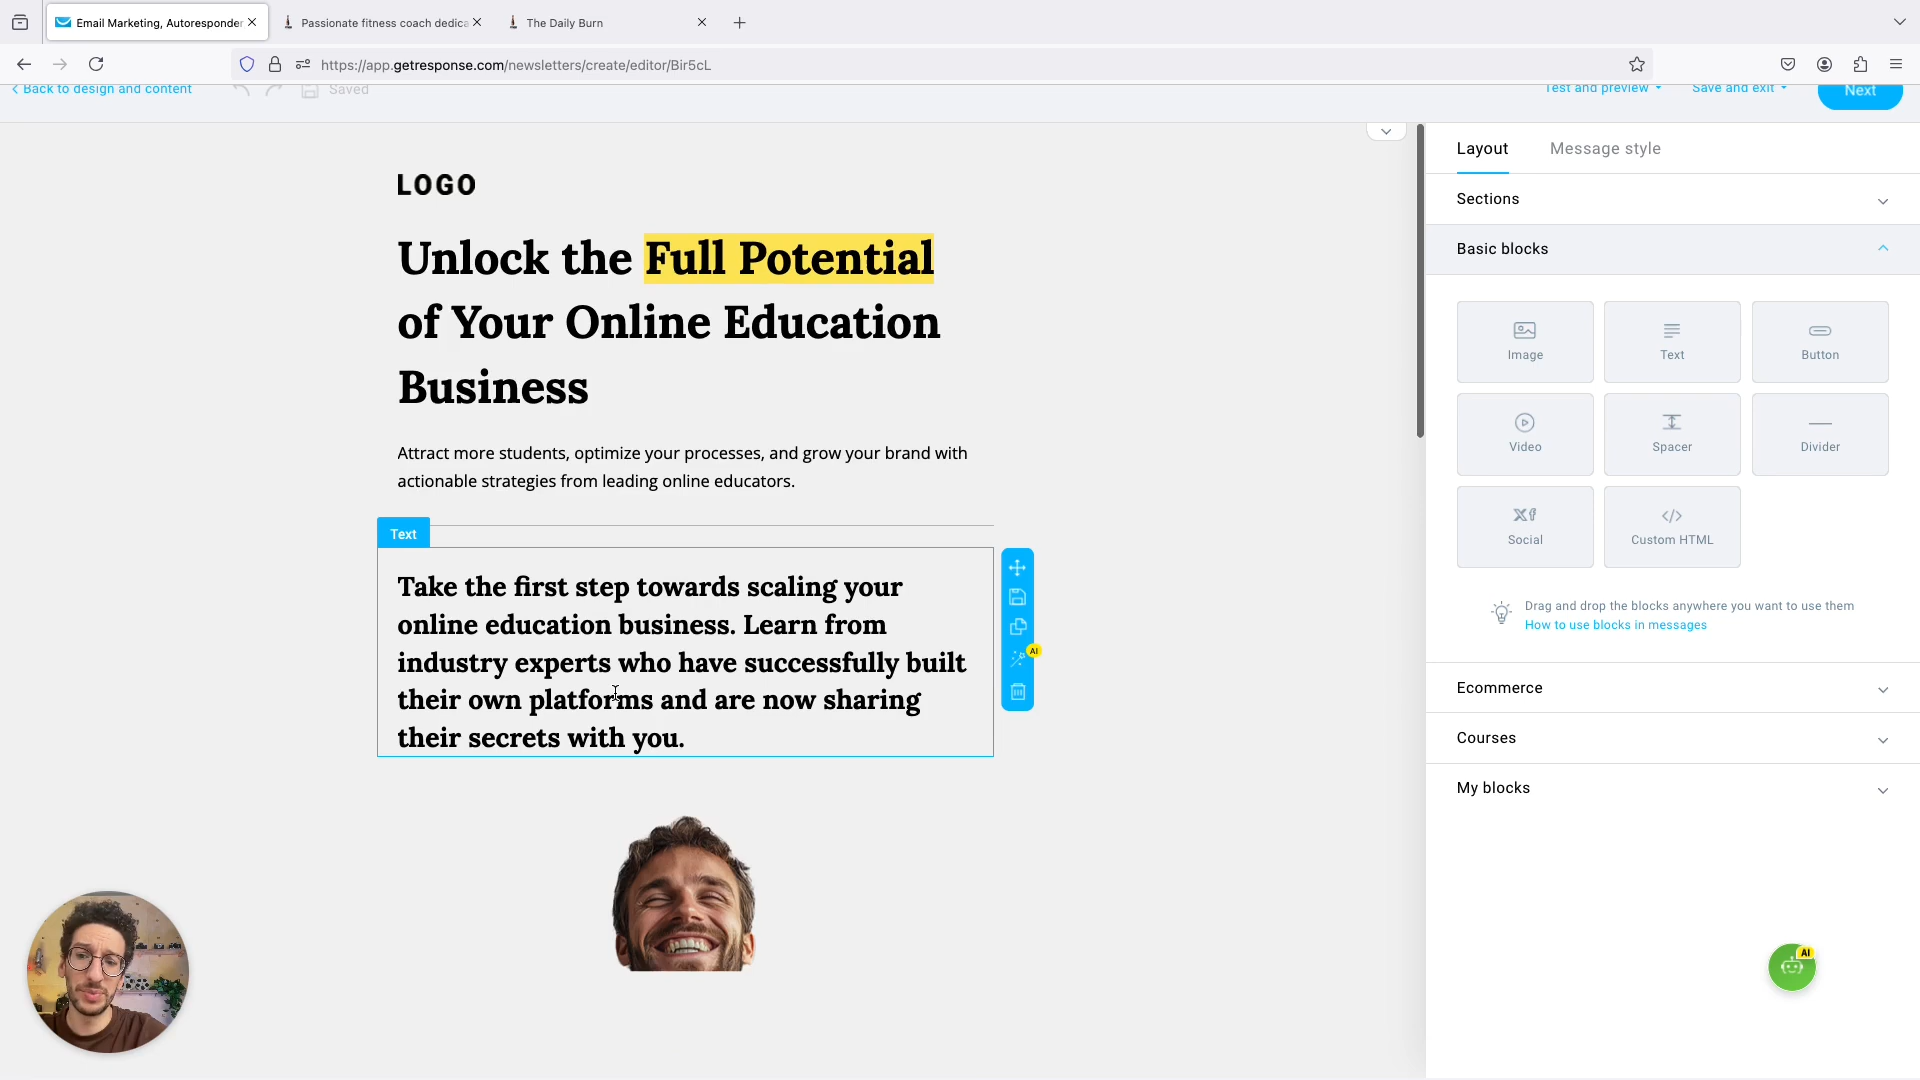 Email Marketing, Autoresponder
Passionate fitness coach dedica
The Daily Burn
https://app.getresponse.com/newsletters/create/editor/Bir5cL
Back to design and content
Saved
Test and preview
Save and exit
Next
Layout
Message style
LOGO
Sections
Unlock the Full Potential
of Your Online Education
Business
Basic blocks
Image
Text
Button
Video
Spacer
Divider
Social
Custom HTML
Attract more students, optimize your processes, and grow your brand with
actionable strategies from leading online educators.
Text
Take the first step towards scaling your
online education business. Learn from
industry experts who have successfully built
their own platforms and are now sharing
their secrets with you.
AI
Drag and drop the blocks anywhere you want to use them
How to use blocks in messages
Ecommerce
Courses
My blocks
AI